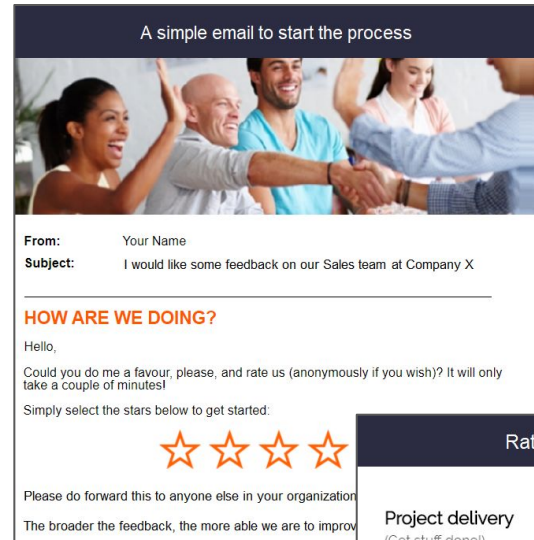 A simple email to start the process
From: Your Name
Subject: I would like some feedback on our Sales team at Company X
HOW ARE WE DOING?
Hello,
Could you do me a favour, please, and rate us (anonymously if you wish)? It will only
take a couple of minutes!
Simply select the stars below to get started:
Please do forward this to anyone else in your organization
The broader the feedback, the more able we are to improv
Rat
Project delivery
(Get stuff done!)